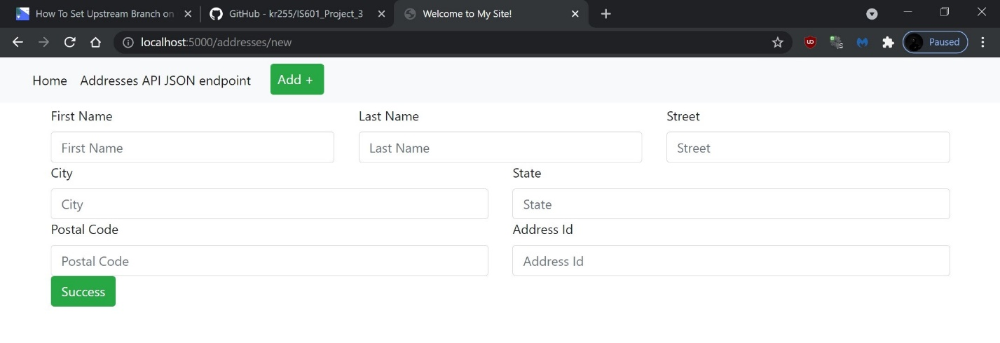 How To Set Upstream Branch on
GitHub - kr255/IS601_Project_3
Welcome to My Site!
localhost:5000/addresses/new
Paused
Home Addresses API JSON endpoint Add +
First Name Last Name Street
First Name Last Name Street
City State
City State
Postal Code Address Id
Postal Code Address Id
Success